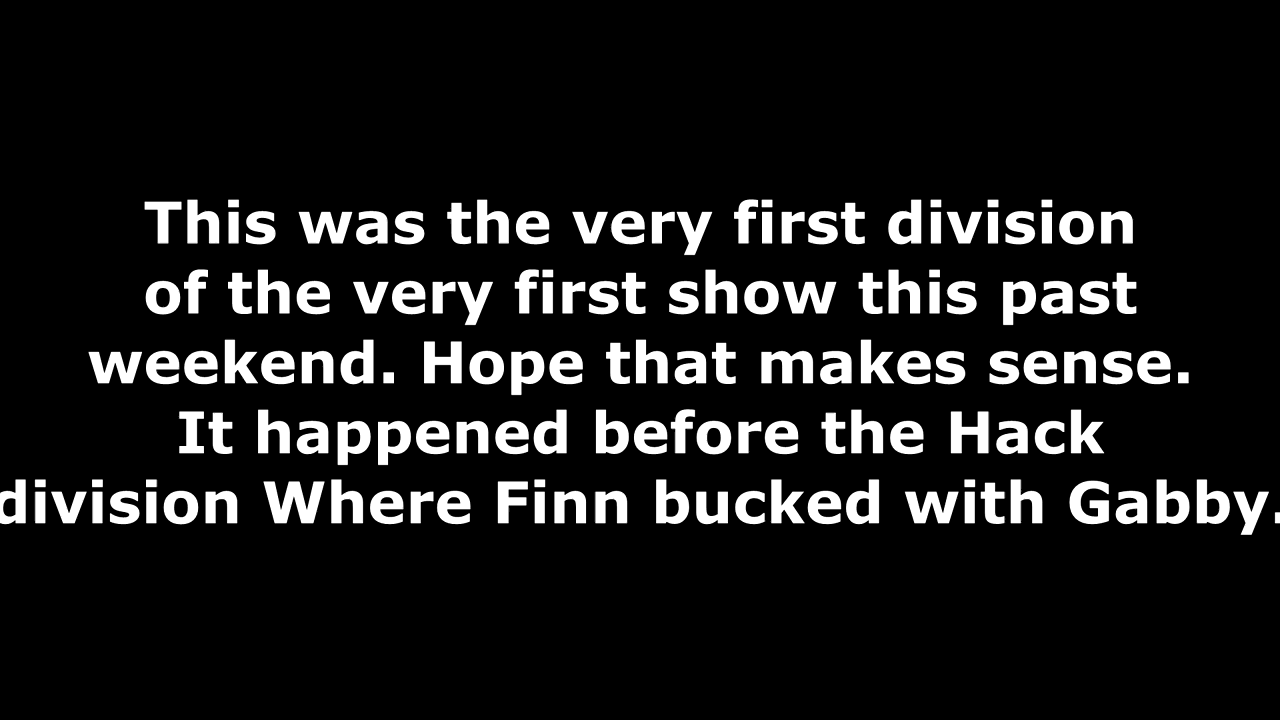 This was the very first division
of the very first show this past
weekend. Hope that makes sense.
It happened before the Hack
division Where Finn bucked with Gabby.